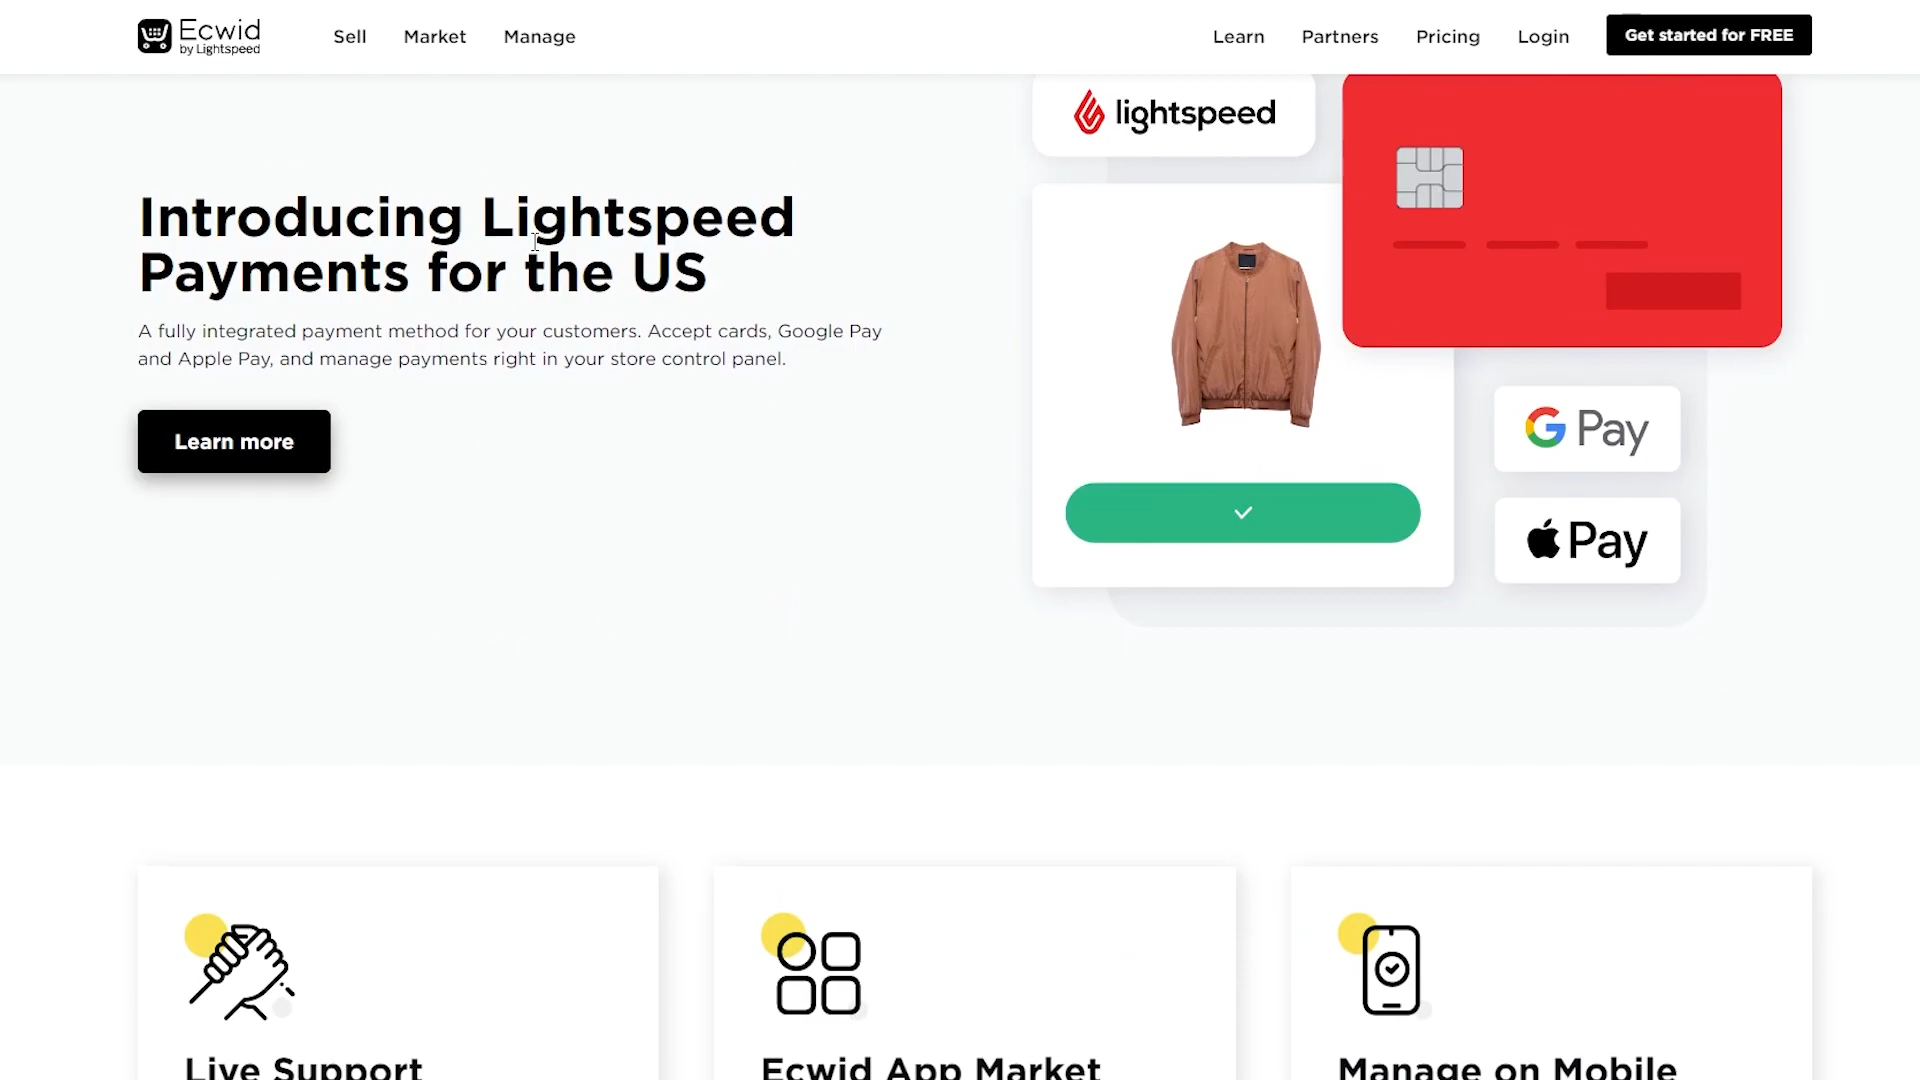 Ecwid
by Lightspeed
Sell
Market
Manage
Learn
Partners
Pricing
Login
Get started for FREE
lightspeed
Introducing Lightspeed
Payments for the US
A fully integrated payment method for your customers. Accept cards, Google Pay
and Apple Pay, and manage payments right in your store control panel.
Learn more
G Pay
Pay
Live Support
Ecwid App Market
Manage on Mobile